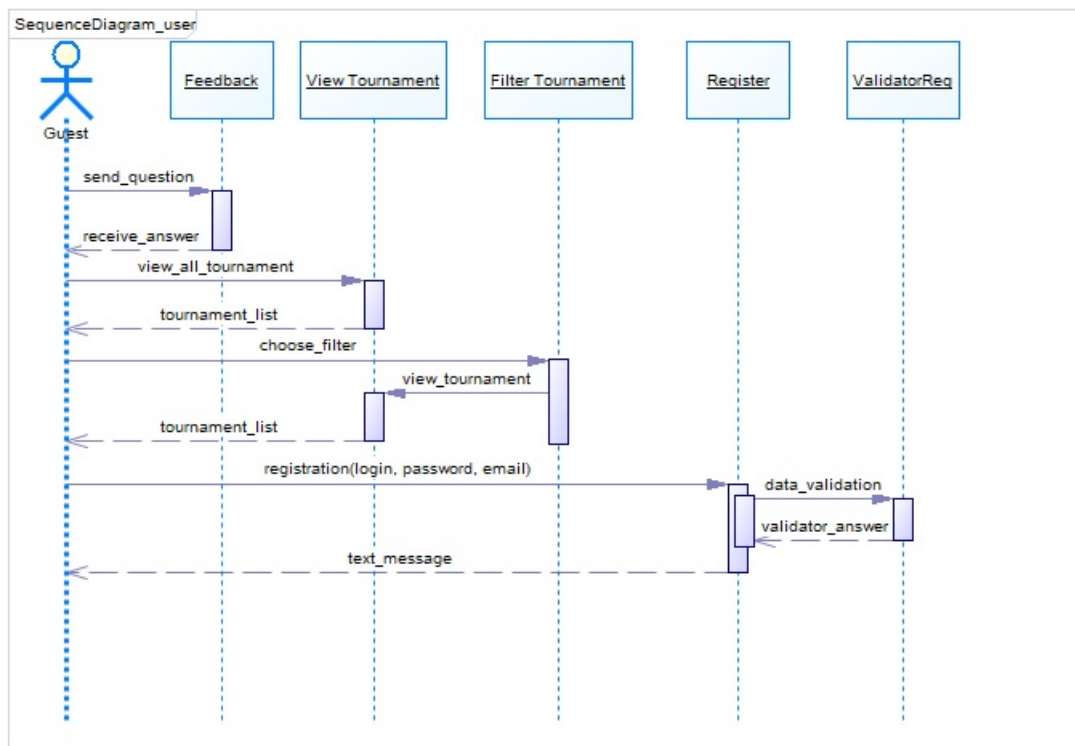 SequenceDiagram_user
Feedback
View Tournament
Filter Tournament
Register
ValidatorReg
Guest
send_question
receive_answer
view_all_tournament
tournament_list
choose_filter
view_tournament
tournament_list
registration(login, password, email)
data_validation
validator_answer
text_message